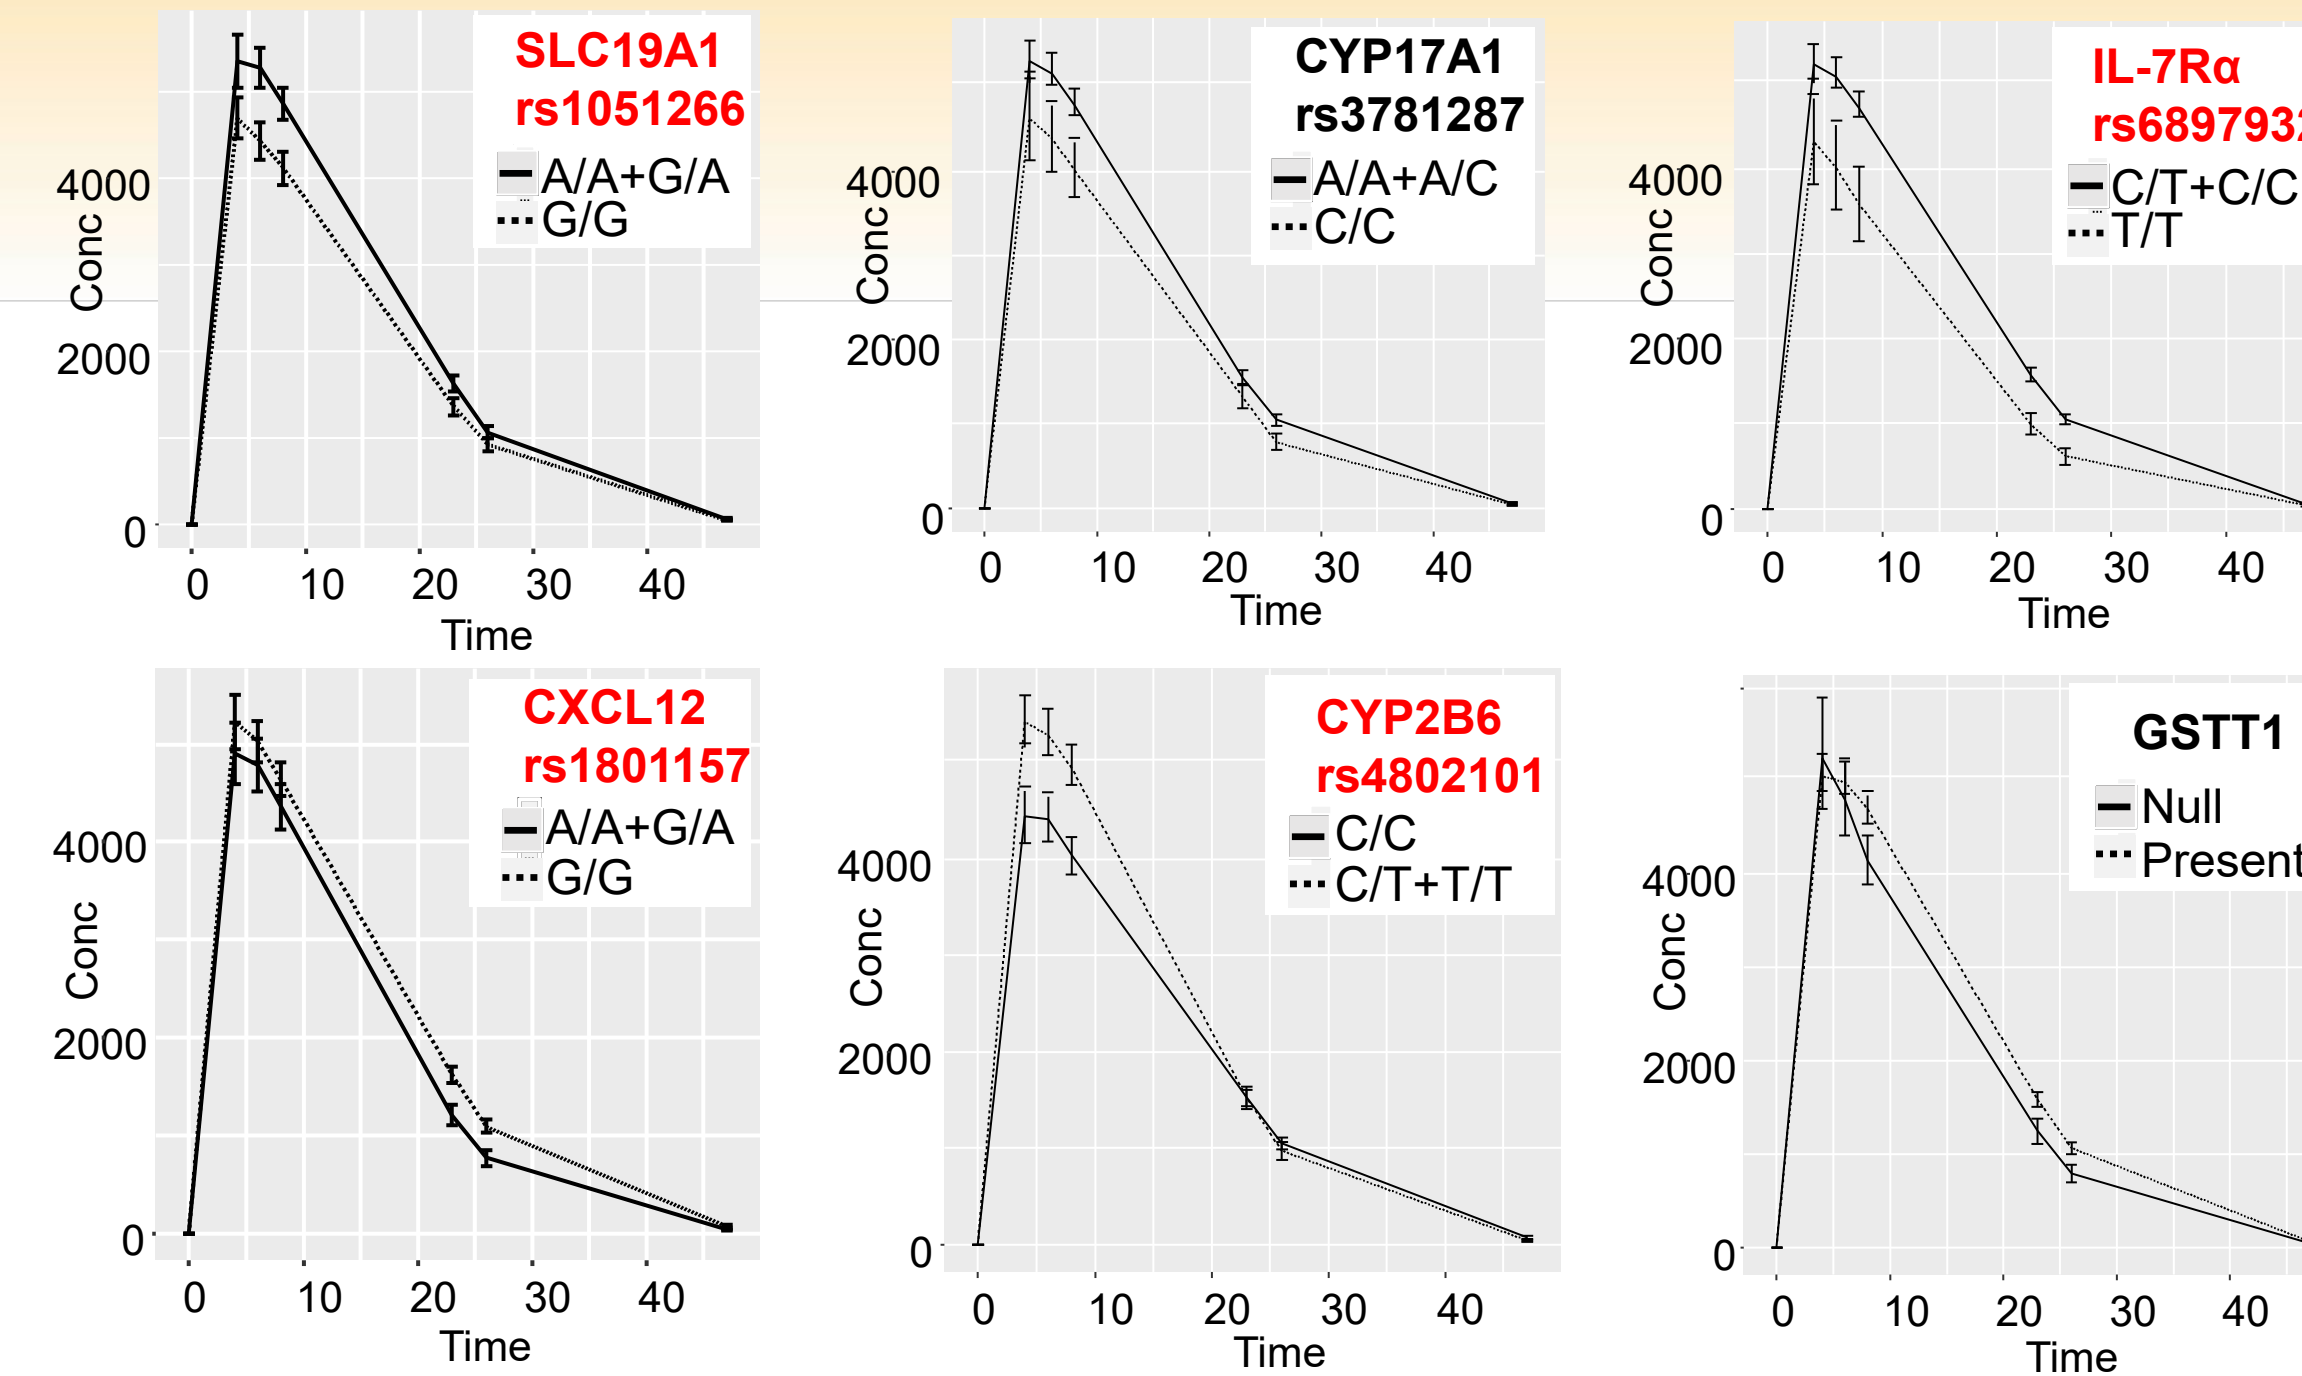 SLC19A1
rs1051266
A/A+G/A
G/G
4000
2000
0
Conc
0 10 20 30 40
Time
CYP17A1
rs3781287
A/A+A/C
C/C
4000
2000
0
Conc
0 10 20 30 40
Time
IL-7Rα
rs6897932
C/T+C/C
T/T
4000
2000
0
Conc
0 10 20 30 40
Time
CXCL12
rs1801157
A/A+G/A
G/G
4000
2000
0
Conc
0 10 20 30 40
Time
CYP2B6
rs4802101
C/C
C/T+T/T
4000
2000
0
Conc
0 10 20 30 40
Time
GSTT1
Null
Present
4000
2000
0
Conc
0 10 20 30 40
Time